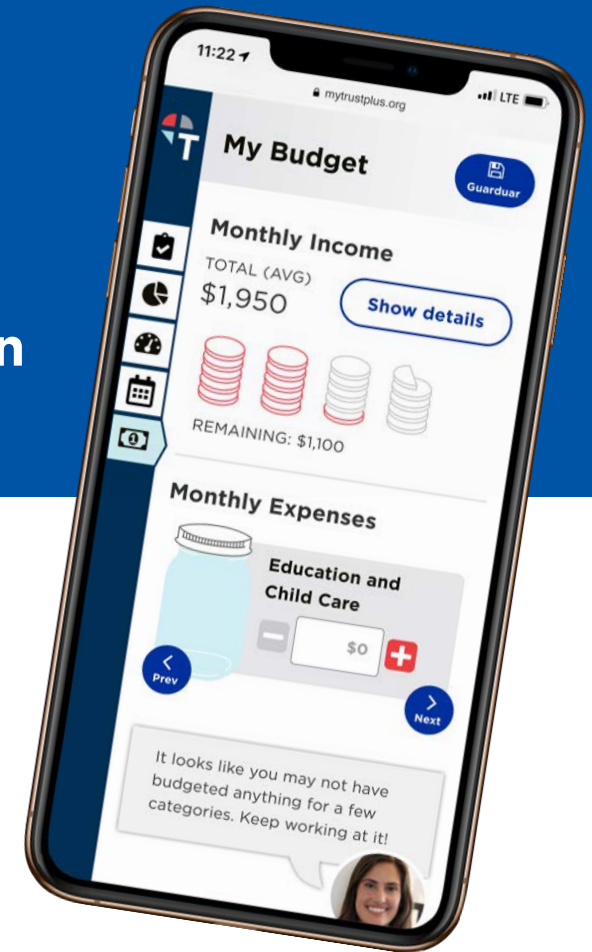 n
11:22
mytrustplus.org
LTE
T
My Budget
Guarduar
Monthly Income
TOTAL (AVG)
$1,950
Show details
REMAINING: $1,100
1
Monthly Expenses
Education and
Child Care
$0
Prev
Next
It looks like you may not have
budgeted anything for a few
categories. Keep working at it!